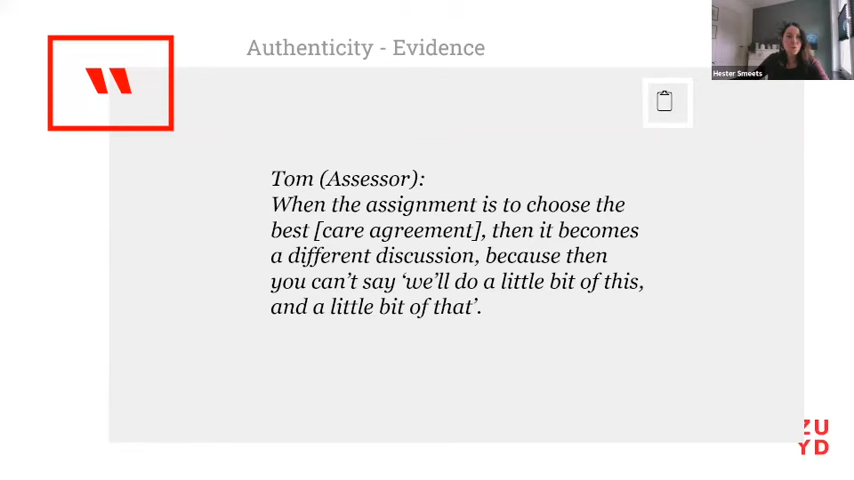 Authenticity - Evidence
Hester Smeets
Tom (Assessor):
When the assignment is to choose the
best [care agreement], then it becomes
a different discussion, because then
you can’t say ‘we’ll do a little bit of this,
and a little bit of that’.
ZU
YD